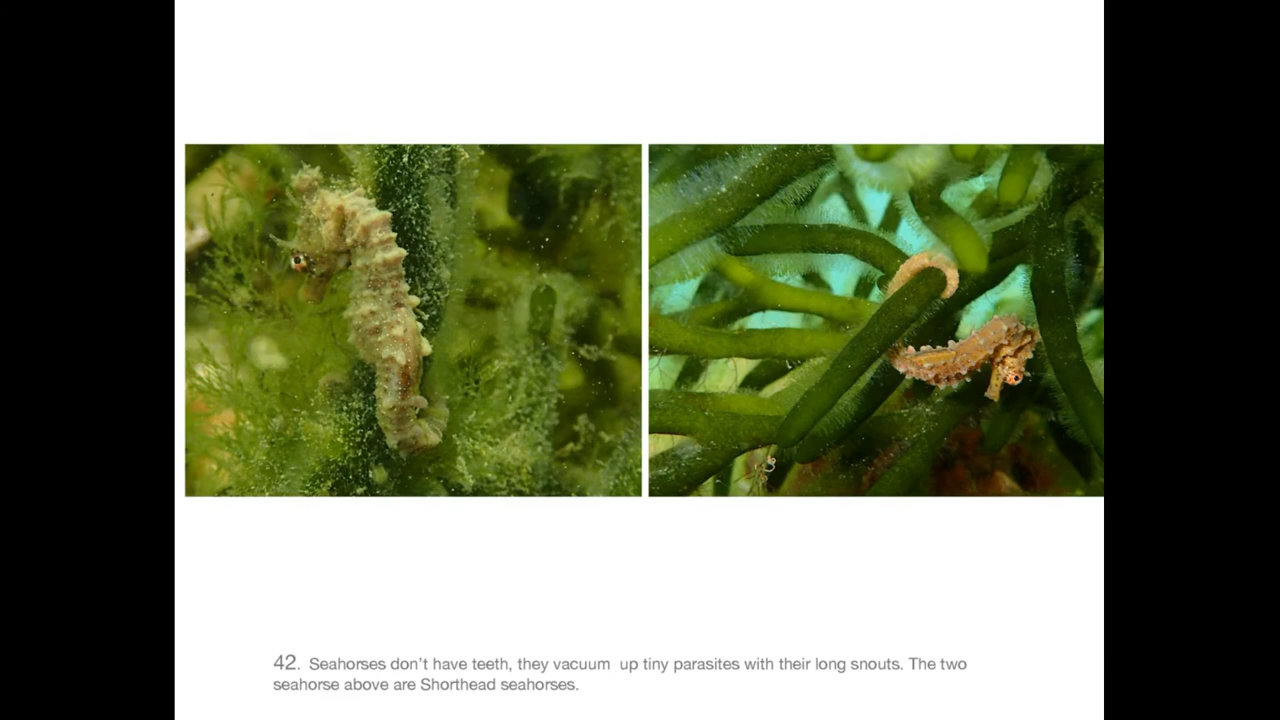 42. Seahorses don't have teeth, they vacuum  up tiny parasites with their long snouts. The two
seahorse above are Shorthead seahorses.